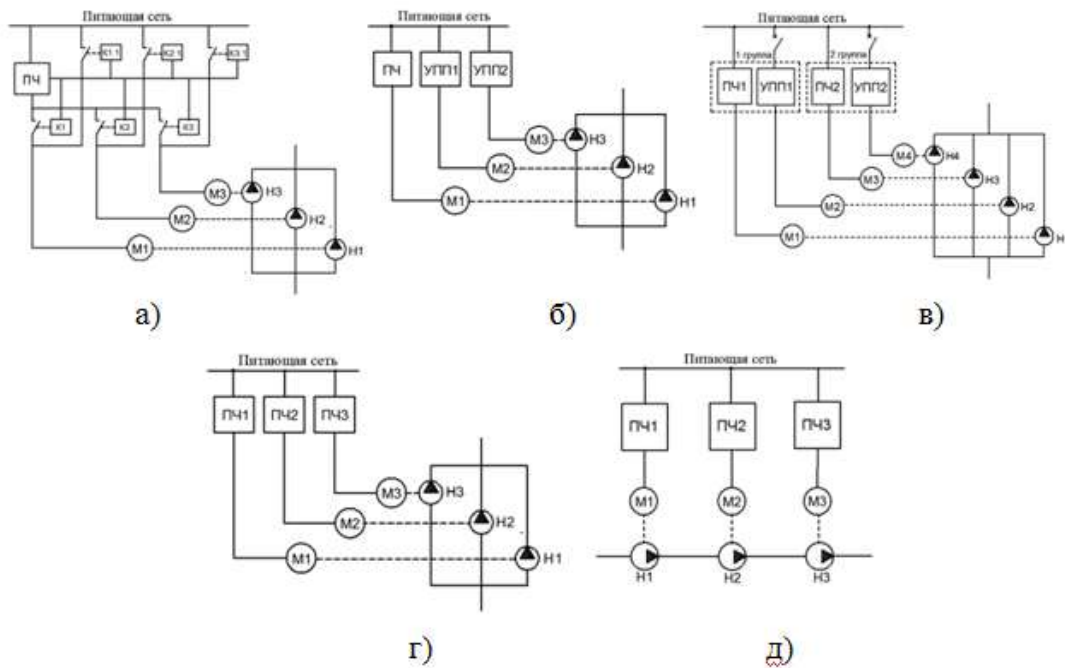 Питающая сеть
К1.1
К2.1
К3.1
ПЧ
К1
К2
К3
М3
Н3
М2
Н2
М1
Н1
а)
Питающая сеть
ПЧ
УПП1
УПП2
М3
Н3
М2
Н2
М1
Н1
б)
Питающая сеть
1 группа
2 группа
ПЧ1
УПП1
ПЧ2
УПП2
М4
Н4
М3
Н3
М2
Н2
М1
в)
Питающая сеть
ПЧ1
ПЧ2
ПЧ3
М3
Н3
М2
Н2
М1
Н1
г)
Питающая сеть
ПЧ1
ПЧ2
ПЧ3
М1
М2
М3
Н1
Н2
Н3
д)